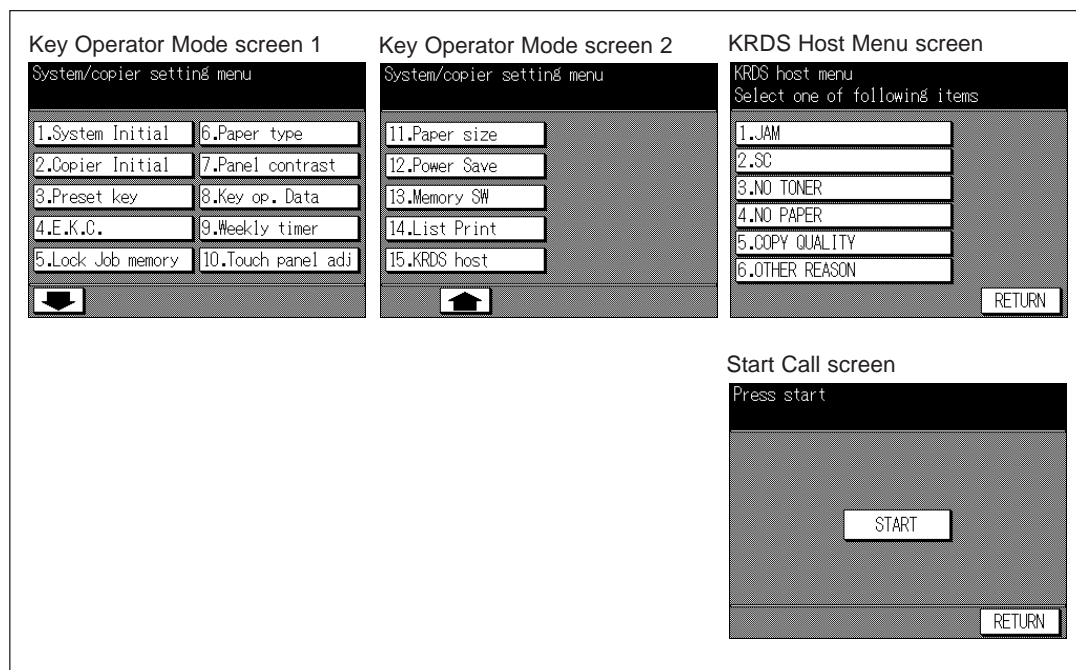 Key Operator Mode screen 1
System/copier setting menu
1.System Initial
6.Paper type
2.Copier Initial
7.Panel contrast
3.Preset key
8.Key op. Data
4.E.K.C.
9.Weekly timer
5.Lock Job memory
10.Touch panel adj
Key Operator Mode screen 2
System/copier setting menu
11.Paper size
12.Power Save
13.Memory SW
14.List Print
15.KRDS host
KRDS Host Menu screen
KRDS host menu
Select one of following items
1.JAM
2.SC
3.NO TONER
4.NO PAPER
5.COPY QUALITY
6.OTHER REASON
RETURN
Start Call screen
Press start
START
RETURN